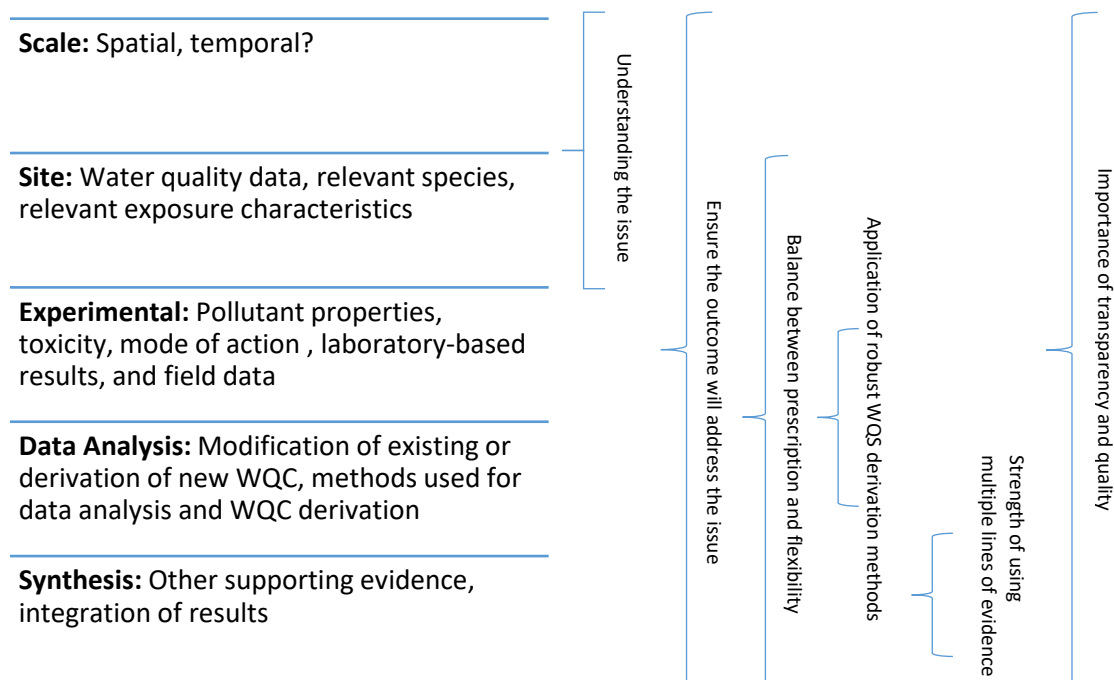 Scale: Spatial, temporal?
Site: Water quality data, relevant species,
relevant exposure characteristics
Experimental: Pollutant properties,
toxicity, mode of action , laboratory-based
results, and field data
Data Analysis: Modification of existing or
derivation of new WQC, methods used for
data analysis and WQC derivation
Synthesis: Other supporting evidence,
integration of results
Understanding the issue
Ensure the outcome will address the issue
Balance between prescription and flexibility
Application of robust WQS derivation methods
Strength of using
multiple lines of evidence
Importance of transparency and quality